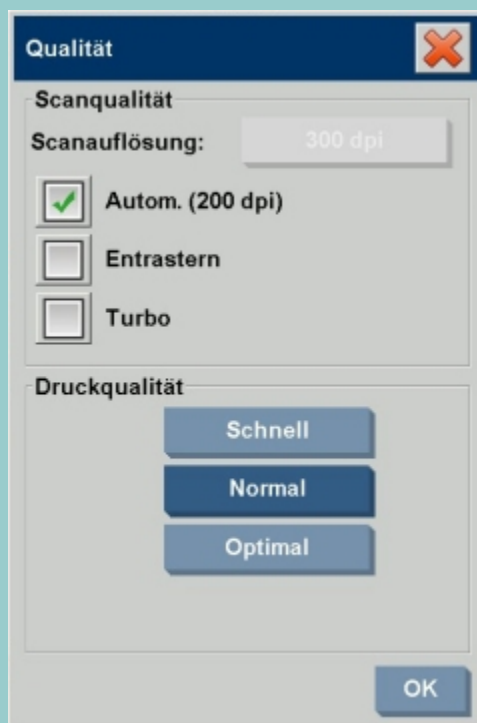 Qualität
Scanqualität
Scanauflösung: 300 dpi
Autom. (200 dpi)
Entrastern
Turbo
Druckqualität
Schnell
Normal
Optimal
OK